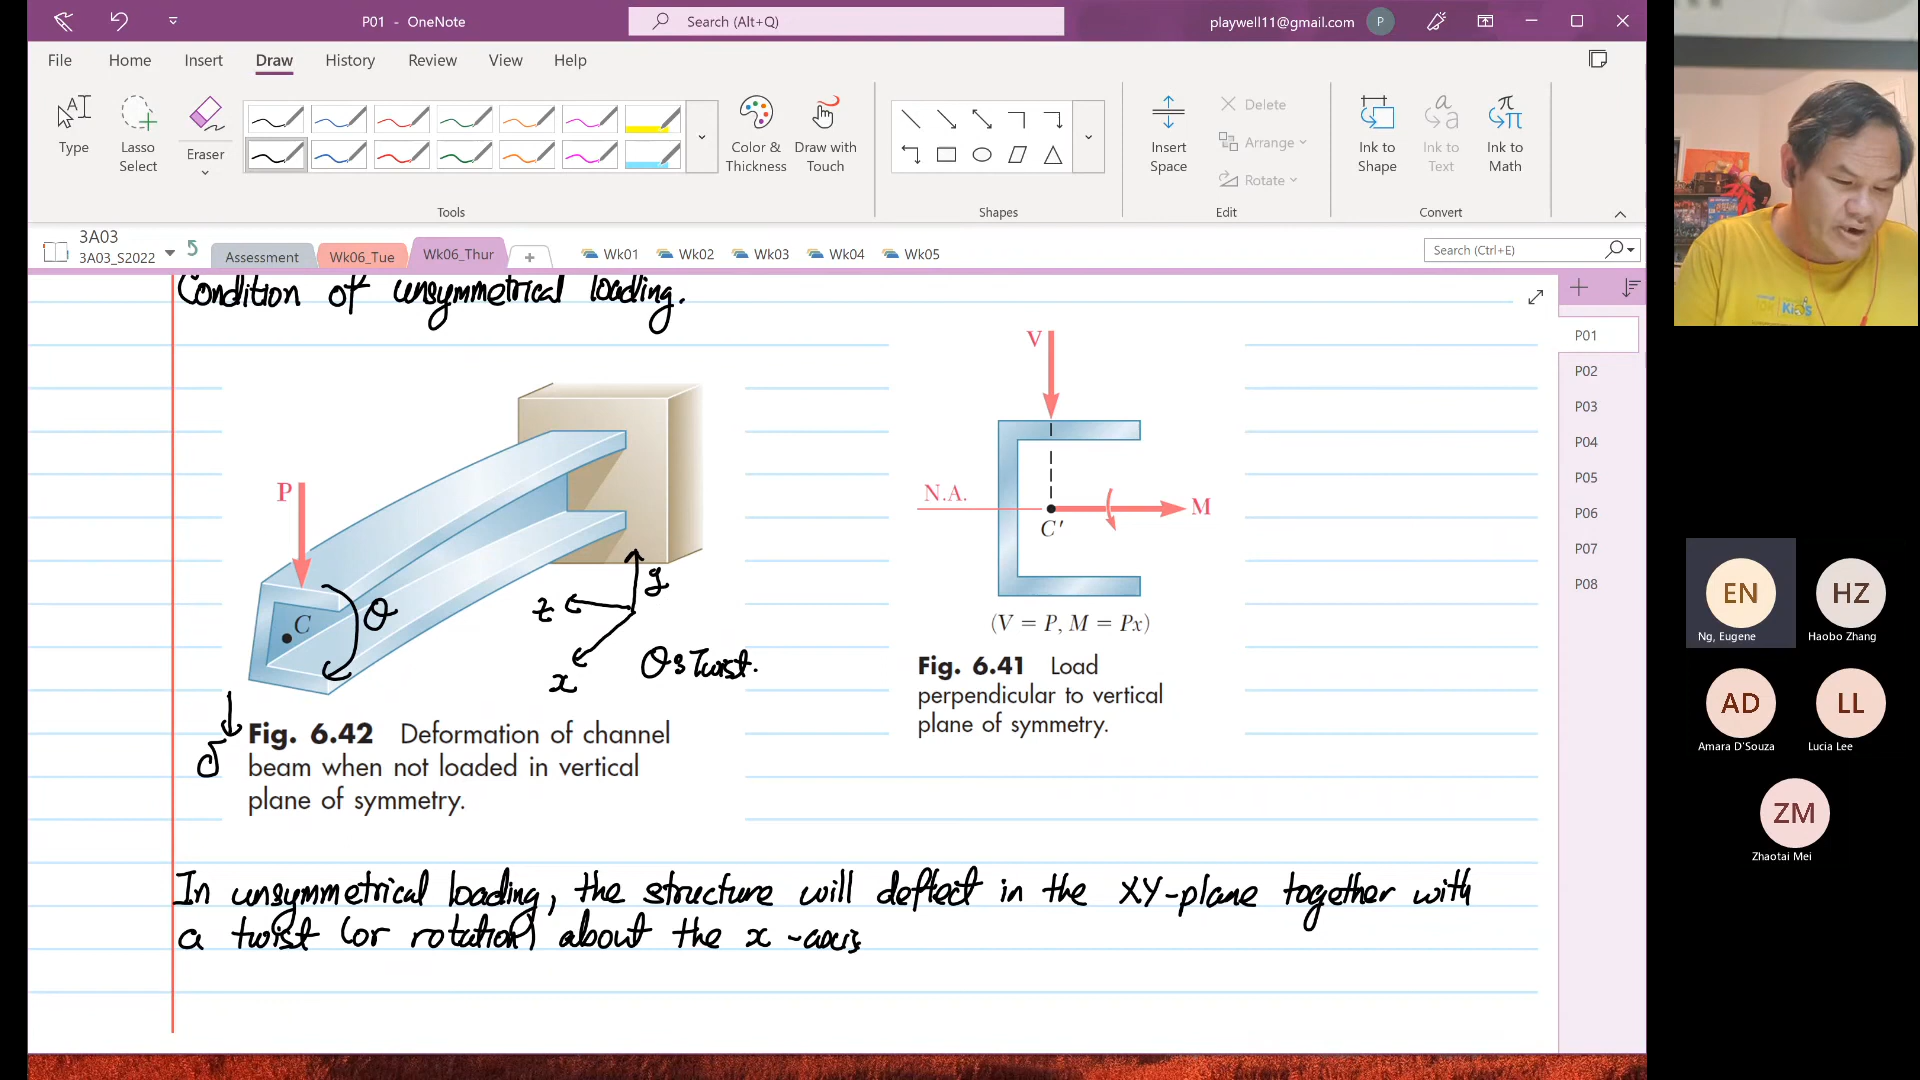 P01 - OneNote
Search (Alt+Q)
playwell11@gmail.com
P
File
Home
Insert
Draw
History
Review
View
Help
Type
Lasso Select
Eraser
Color & Thickness
Draw with Touch
Insert Space
Delete
Arrange
Rotate
Ink to Shape
Ink to Text
Ink to Math
Tools
Shapes
Edit
Convert
3A03
3A03_S2022
Assessment
Wk06_Tue
Wk06_Thur
Wk01
Wk02
Wk03
Wk04
Wk05
Search (Ctrl+E)
Condition of unsymmetrical loading.
P
C
θ
y
z
x
θ is Twist.
δ
Fig. 6.42 Deformation of channel
beam when not loaded in vertical
plane of symmetry.
V
N.A.
C'
M
(V = P, M = Px)
Fig. 6.41 Load
perpendicular to vertical
plane of symmetry.
In unsymmetrical loading, the structure will deflect in the XY-plane together with
a twist (or rotation) about the x-axis
P01
P02
P03
P04
P05
P06
P07
P08
EN
Ng, Eugene
HZ
Haobo Zhang
AD
Amara D'Souza
LL
Lucia Lee
ZM
Zhaotai Mei